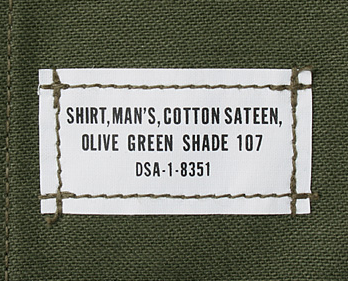 SHIRT, MAN'S, COTTON SATEEN,
OLIVE GREEN SHADE 107
DSA-1-8351